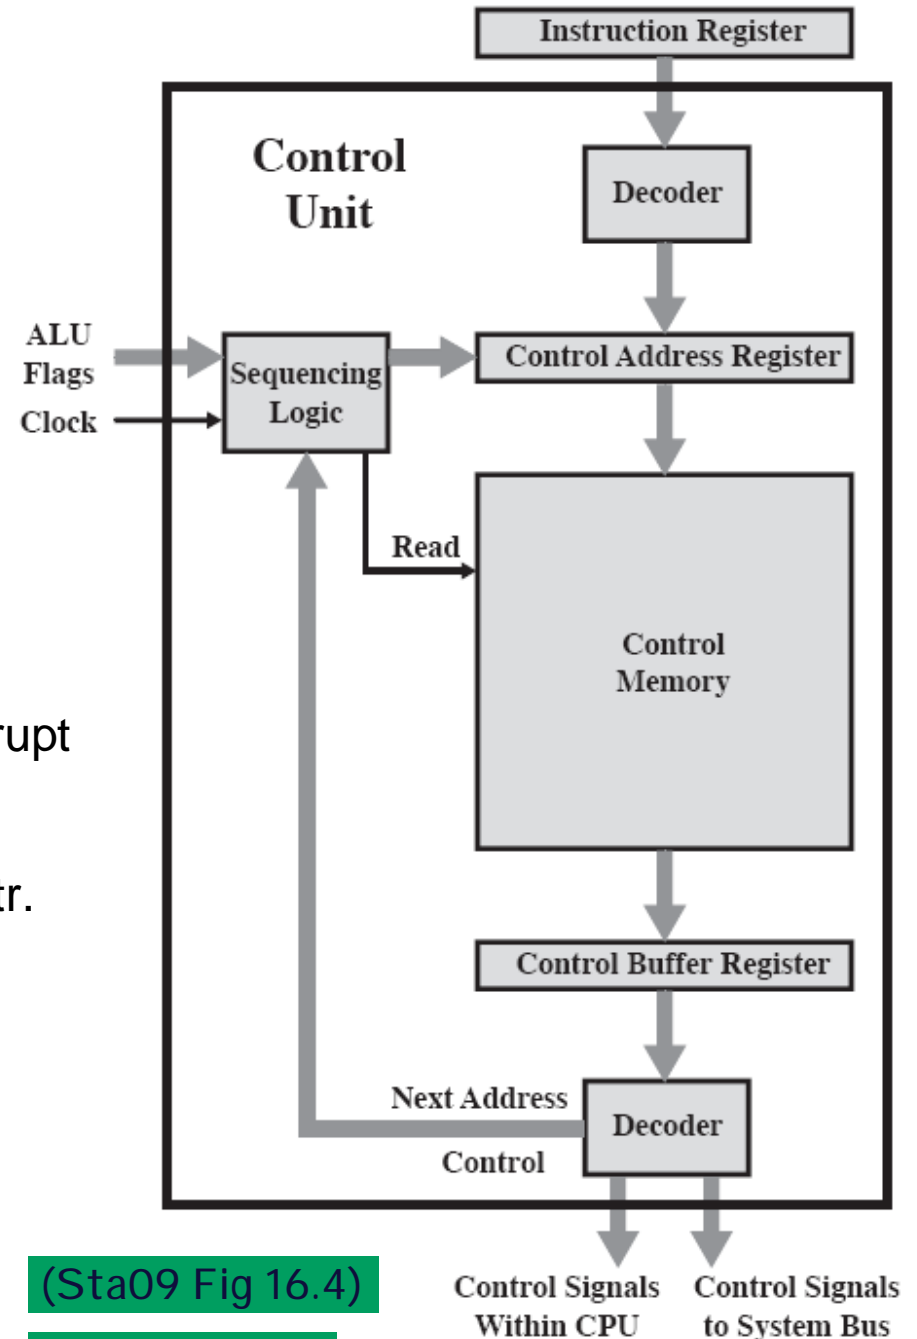 Instruction Register
Control
Unit
Decoder
ALU
Flags
Clock
Sequencing
Logic
Control Address Register
Read
Control
Memory
rupt
tr.
Control Buffer Register
Next Address
Control
Decoder
(Sta09 Fig 16.4)
Control Signals
Within CPU
Control Signals
to System Bus